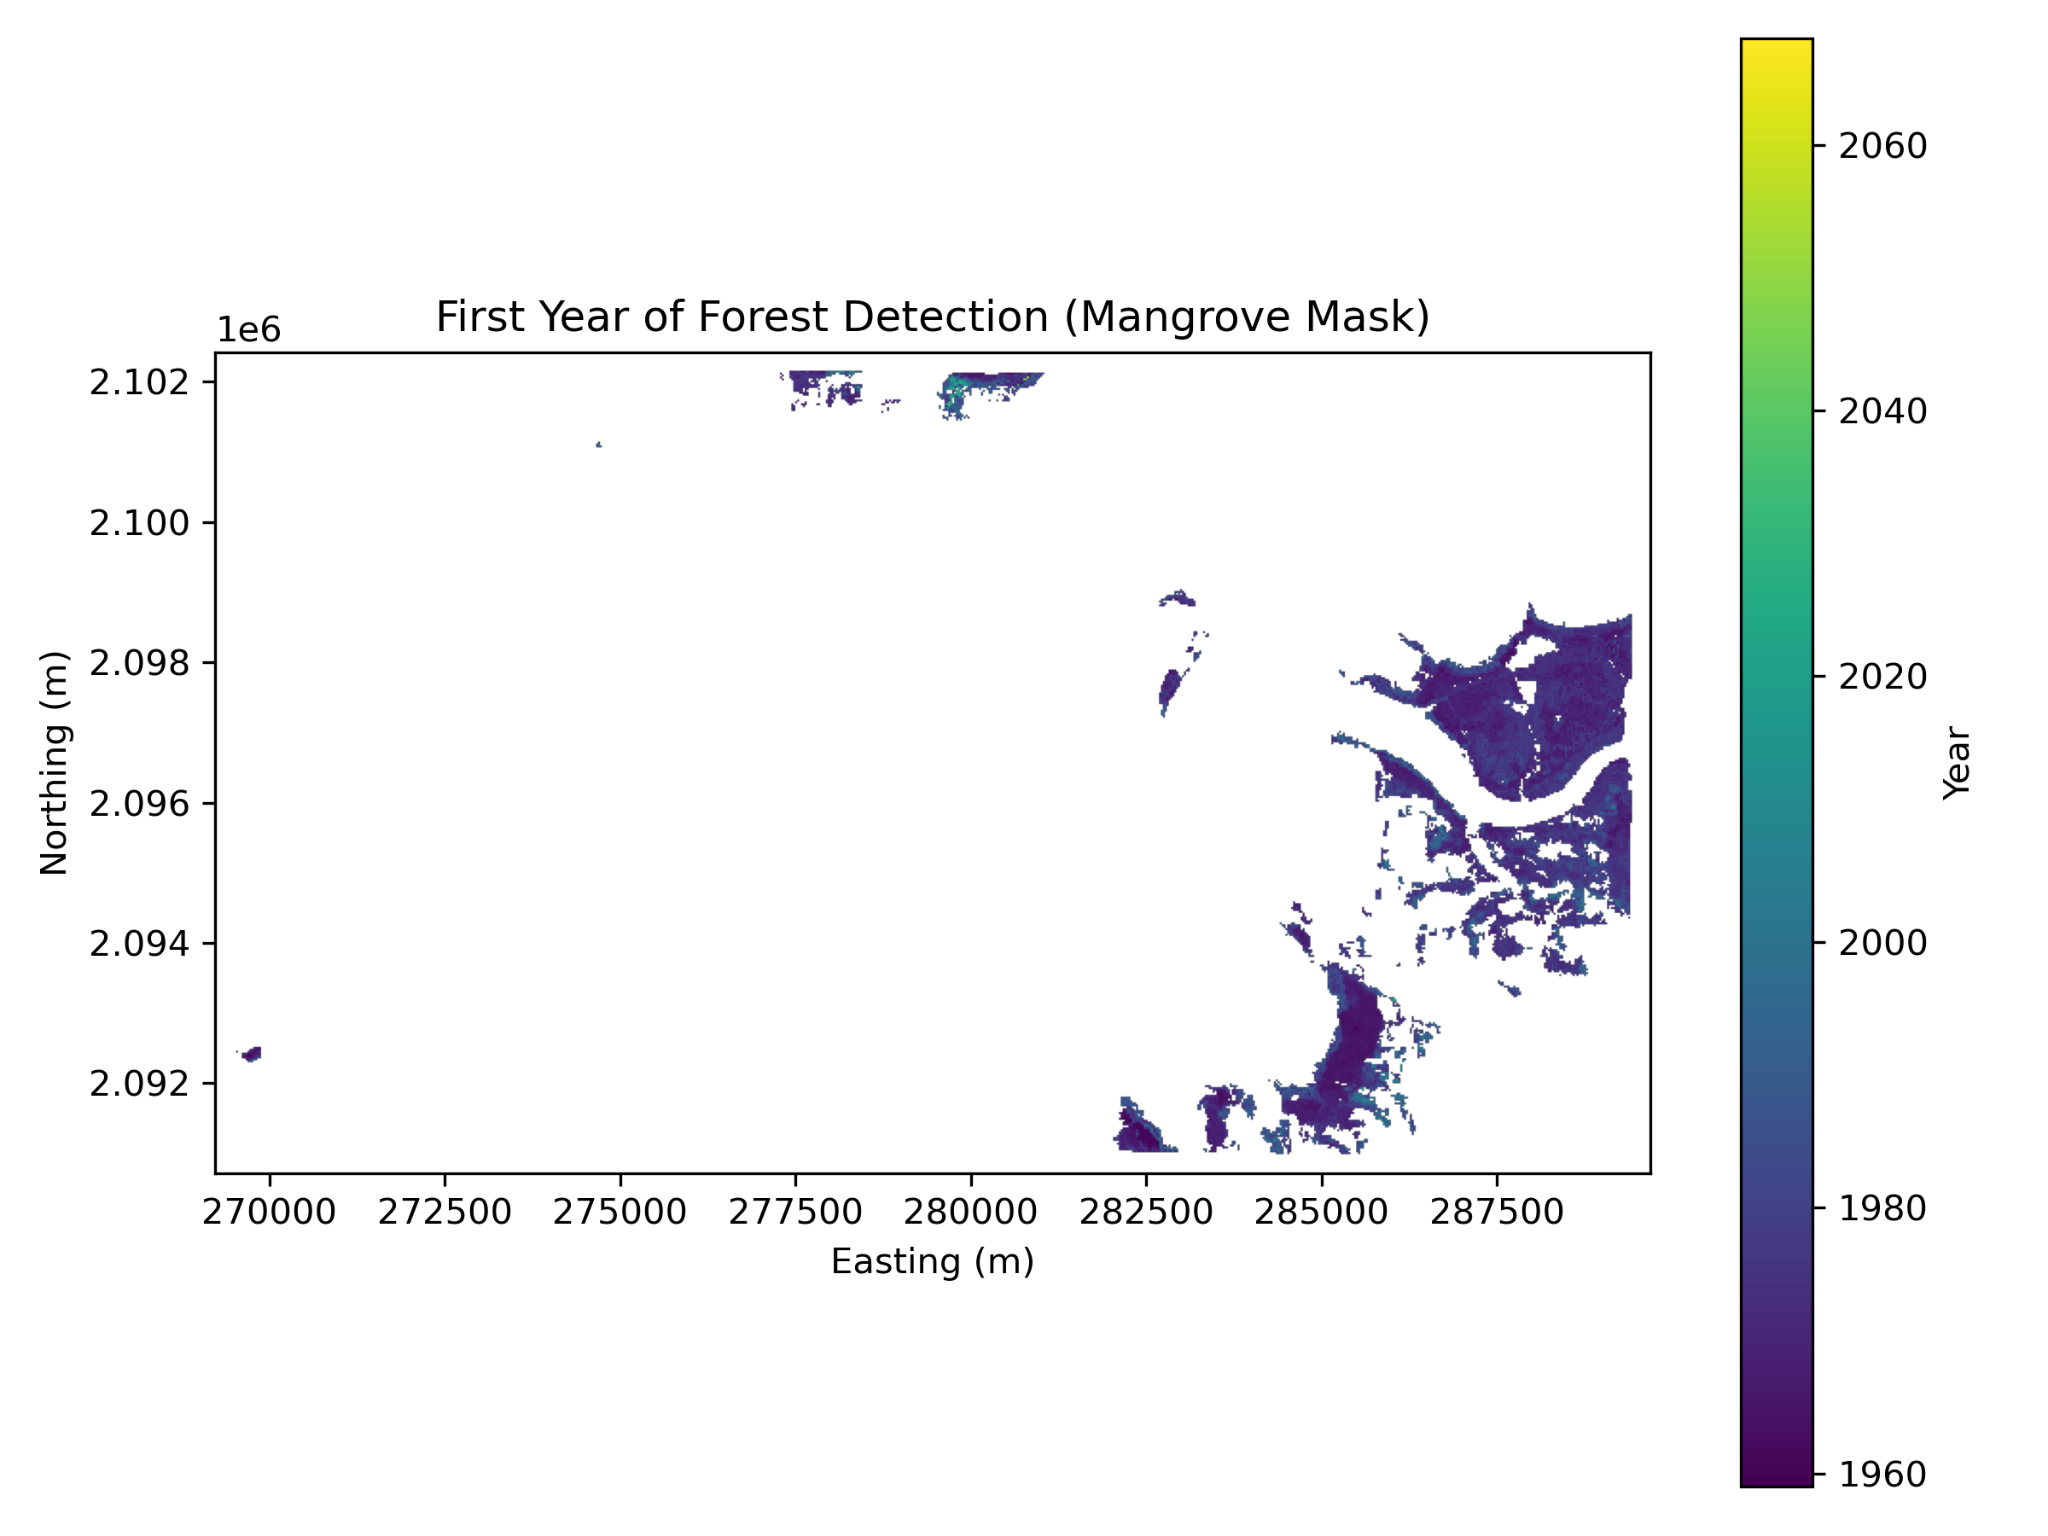 First Year of Forest Detection (Mangrove Mask)
1e6
2.102
2.100
2.098
2.096
2.094
2.092
Northing (m)
270000 272500 275000 277500 280000 282500 285000 287500
Easting (m)
2060
2040
2020
2000
1980
1960
Year